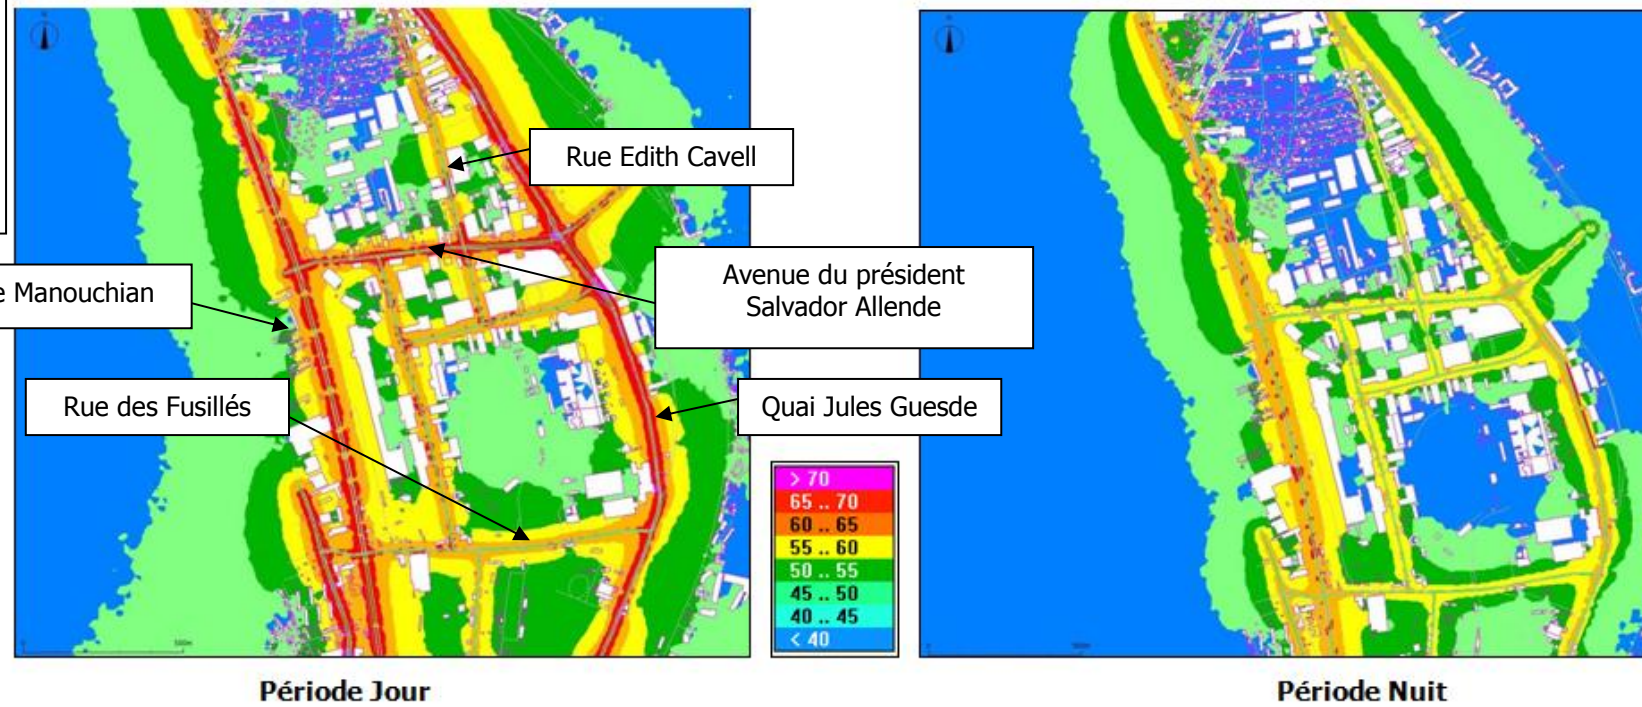 Rue Edith Cavell
Avenue du président
Salvador Allende
Manouchian
Rue des Fusillés
Quai Jules Guesde
> 70
65 .. 70
60 .. 65
55 .. 60
50 .. 55
45 .. 50
40 .. 45
< 40
Période Jour
Période Nuit